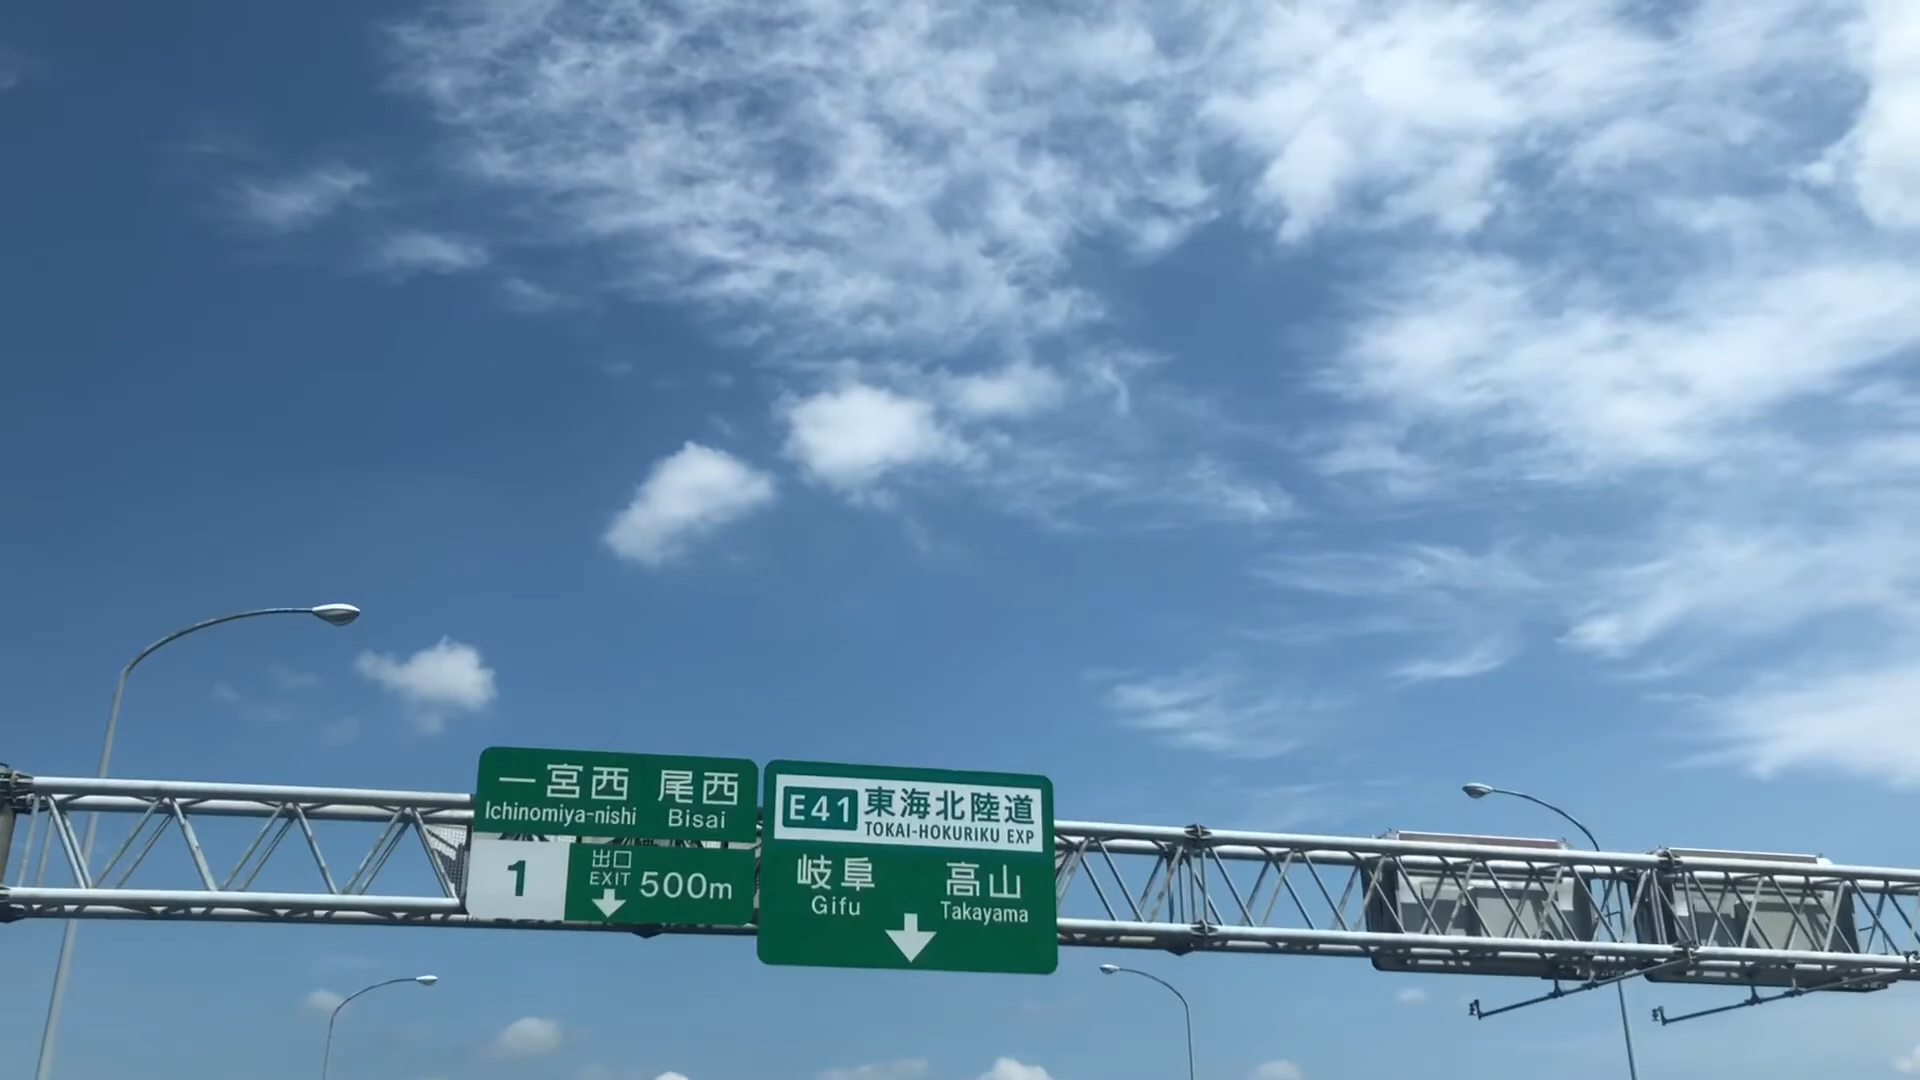 一宮西 尾西
Ichinomiya-nishi Bisai
1
出口
EXIT
500m
E41
東海北陸道
TOKAI-HOKURIKU EXP
岐阜 高山
Gifu Takayama